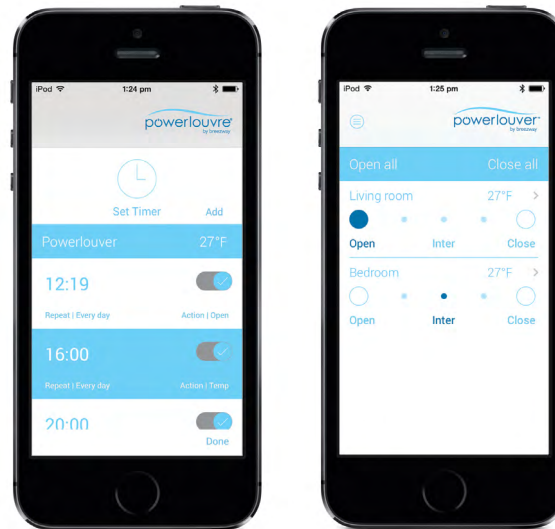 iPod 1:24 pm
powerlouvre®
by breezway
Set Timer Add
Powerlouver 27°F
12:19
Repeat | Every day Action | Open
16:00
Repeat | Every day Action | Temp
20:00
Done
iPod 1:25 pm
powerlouver™
by breezway
Open all Close all
Living room 27°F >
Open Inter Close
Bedroom 27°F >
Open Inter Close